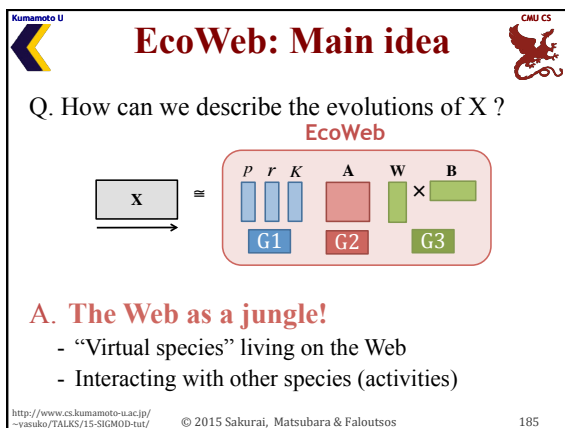 Kumamoto U
CMU CS
EcoWeb: Main idea
Q. How can we describe the evolutions of X ?
EcoWeb
p r K A W B
X ≅ ×
G1 G2 G3
A. The Web as a jungle!
- “Virtual species” living on the Web
- Interacting with other species (activities)
http://www.cs.kumamoto-u.ac.jp/
~yasuko/TALKS/15-SIGMOD-tut/
© 2015 Sakurai, Matsubara & Faloutsos
185